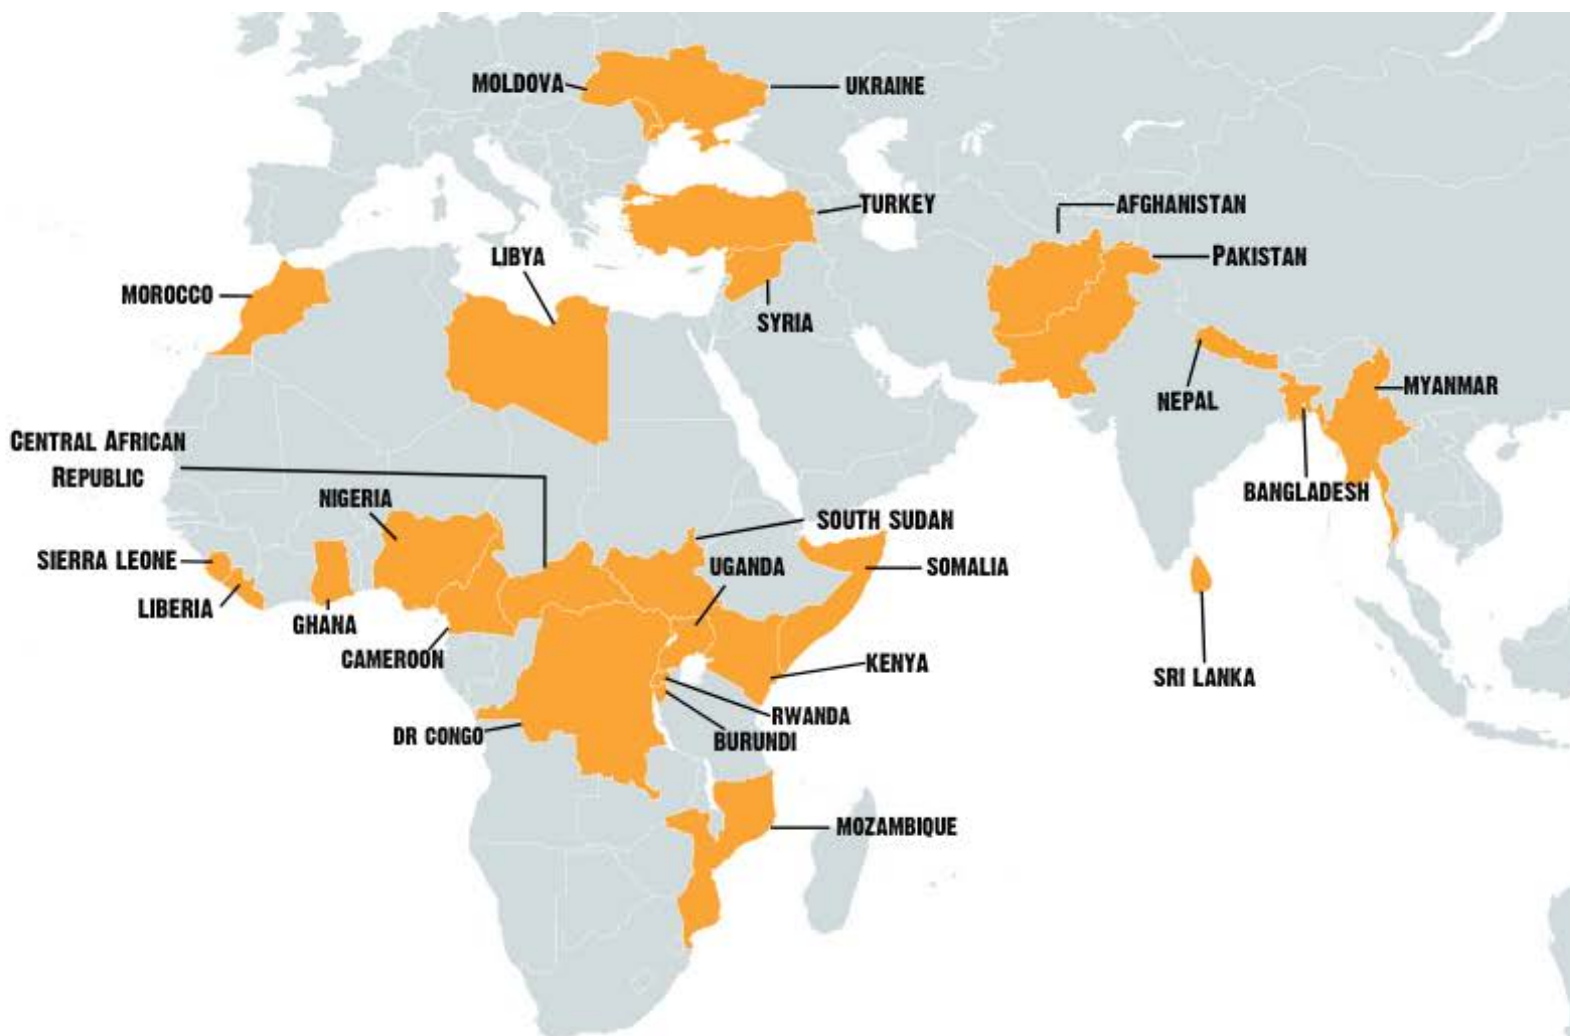 MOLDOVA
UKRAINE
TURKEY
AFGHANISTAN
LIBYA
PAKISTAN
MOROCCO
SYRIA
NEPAL
MYANMAR
CENTRAL AFRICAN
REPUBLIC
NIGERIA
BANGLADESH
SOUTH SUDAN
SIERRA LEONE
UGANDA
SOMALIA
LIBERIA
GHANA
CAMEROON
KENYA
SRI LANKA
RWANDA
DR CONGO
BURUNDI
MOZAMBIQUE